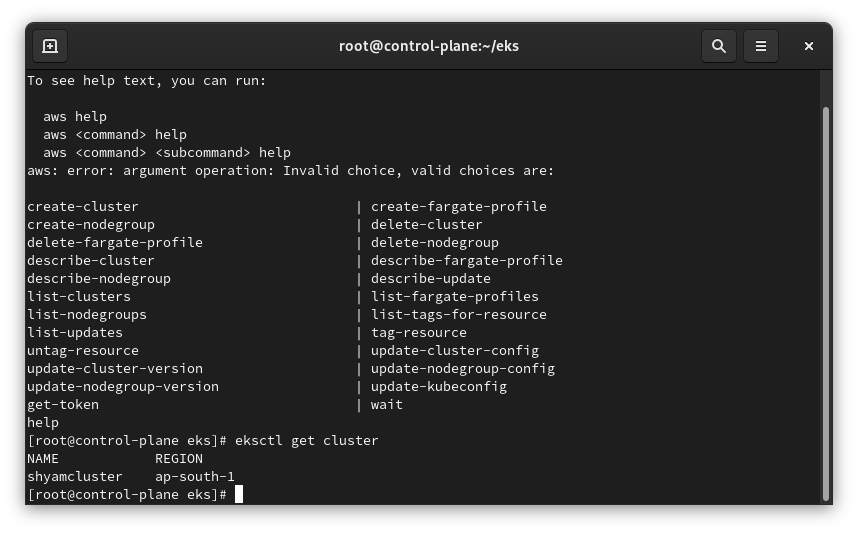 root@control-plane:~/eks
To see help text, you can run:
aws help
aws <command> help
aws <command> <subcommand> help
aws: error: argument operation: Invalid choice, valid choices are:
create-cluster | create-fargate-profile
create-nodegroup | delete-cluster
delete-fargate-profile | delete-nodegroup
describe-cluster | describe-fargate-profile
describe-nodegroup | describe-update
list-clusters | list-fargate-profiles
list-nodegroups | list-tags-for-resource
list-updates | tag-resource
untag-resource | update-cluster-config
update-cluster-version | update-nodegroup-config
update-nodegroup-version | update-kubeconfig
get-token | wait
help
[root@control-plane eks]# eksctl get cluster
NAME REGION
shyamcluster ap-south-1
[root@control-plane eks]#